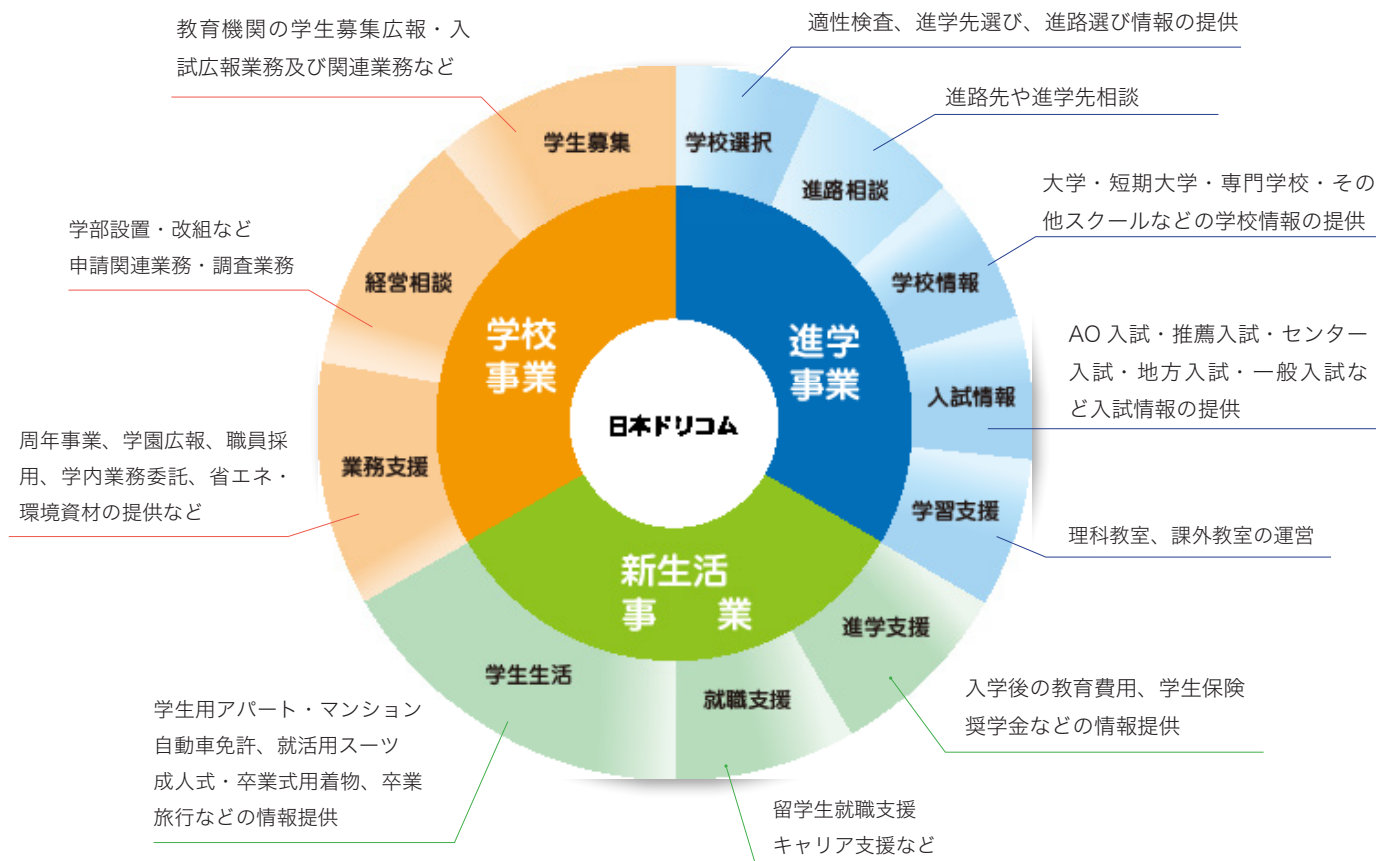 教育機関の学生募集広報・入
試広報業務及び関連業務など
適性検査、進学先選び、進路選び情報の提供
進路先や進学先相談
大学・短期大学・専門学校・その
他スクールなどの学校情報の提供
学部設置・改組など
申請関連業務・調査業務
AO 入試・推薦入試・センター
入試・地方入試・一般入試な
ど入試情報の提供
周年事業、学園広報、職員採
用、学内業務委託、省エネ・
環境資材の提供など
理科教室、課外教室の運営
入学後の教育費用、学生保険
奨学金などの情報提供
学生用アパート・マンション
自動車免許、就活用スーツ
成人式・卒業式用着物、卒業
旅行などの情報提供
留学生就職支援
キャリア支援など
学生募集
学校選択
進路相談
経営相談
学校情報
入試情報
業務支援
学習支援
進学支援
学生生活
就職支援
学校
事業
進学
事業
日本ドリコム
新生活
事 業